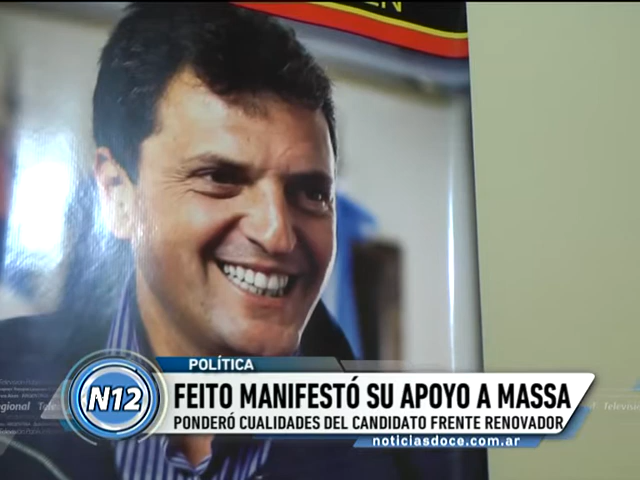 POLÍTICA
FEITO MANIFESTÓ SU APOYO A MASSA
N12
PONDERÓ CUALIDADES DEL CANDIDATO FRENTE RENOVADOR
noticiasdoce.com.ar